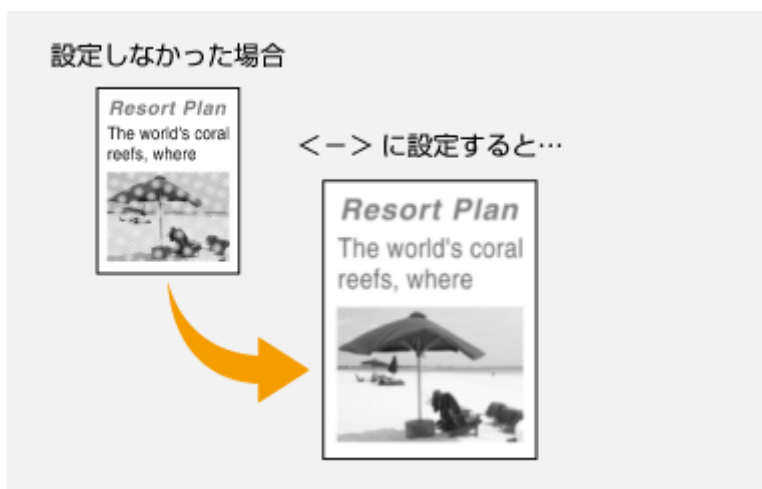 設定しなかった場合
Resort Plan
The world's coral
reefs, where
＜－＞ に設定すると…
Resort Plan
The world's coral
reefs, where